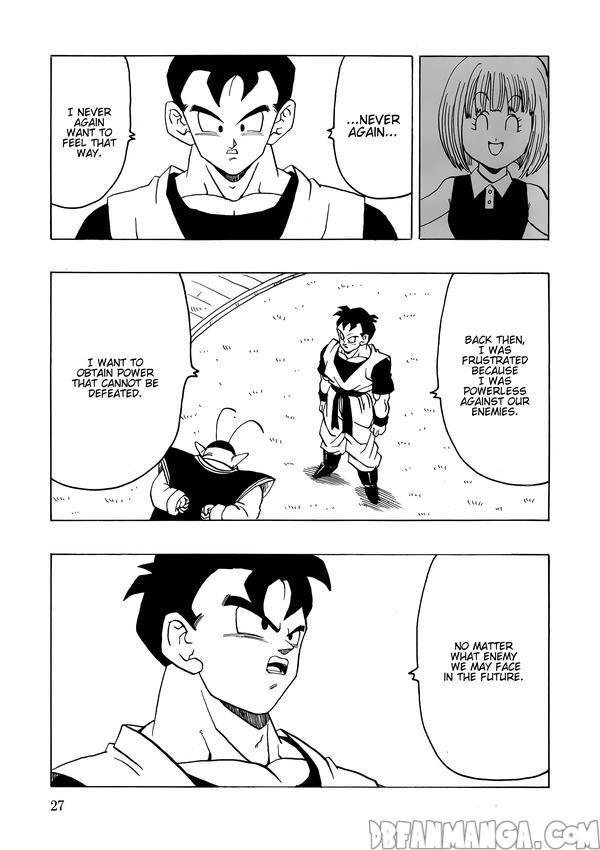 ...NEVER
AGAIN...
I NEVER
AGAIN
WANT TO
FEEL THAT
WAY.
BACK THEN,
I WAS
FRUSTRATED
BECAUSE
I WAS
POWERLESS
AGAINST OUR
ENEMIES.
I WANT TO
OBTAIN POWER
THAT CANNOT BE
DEFEATED.
NO MATTER
WHAT ENEMY
WE MAY FACE
IN THE FUTURE.
27
DBFANMANGA.COM